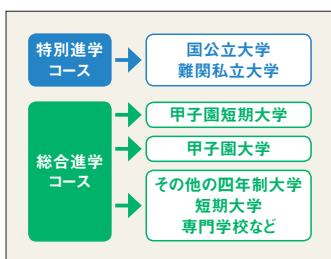 特別進学
コース
国公立大学
難関私立大学
総合進学
コース
甲子園短期大学
甲子園大学
その他の四年制大学
短期大学
専門学校など